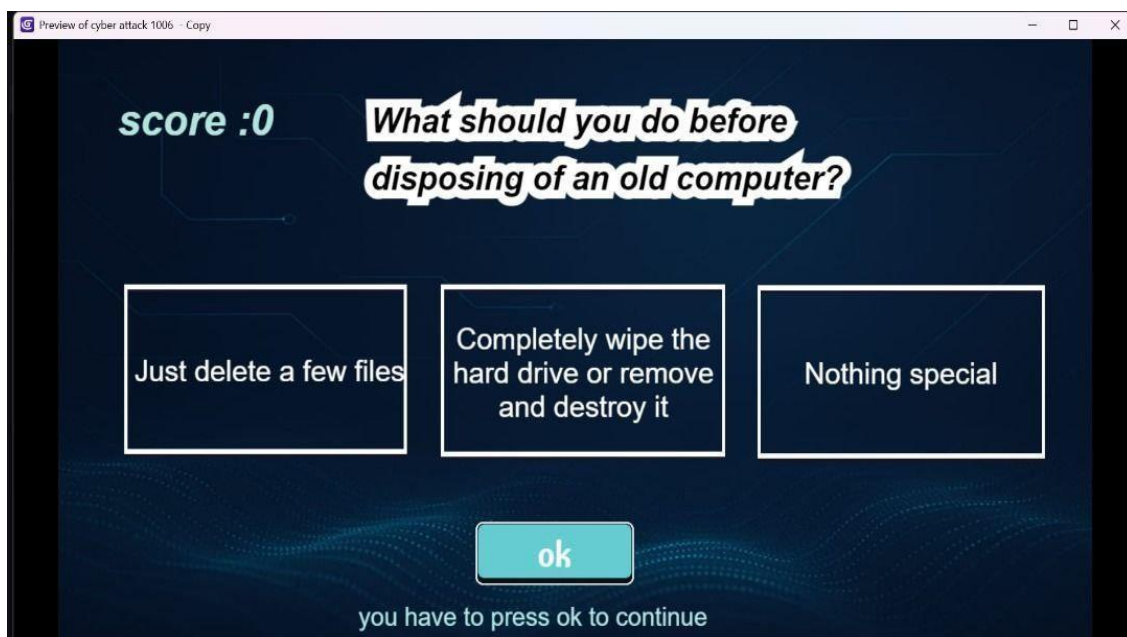 Preview of cyber attack 1006 - Copy
score :0
What should you do before
disposing of an old computer?
Just delete a few files
Completely wipe the
hard drive or remove
and destroy it
Nothing special
ok
you have to press ok to continue